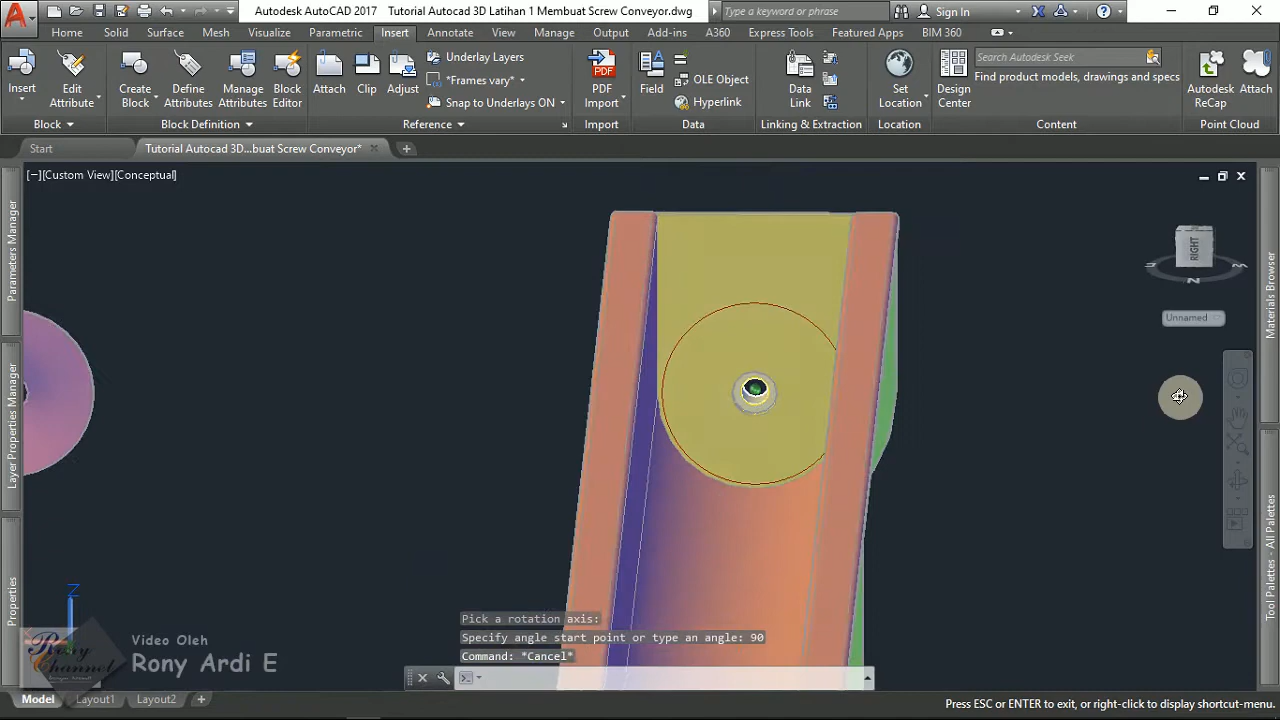 Autodesk AutoCAD 2017 Tutorial Autocad 3D Latihan 1 Membuat Screw Conveyor.dwg
Type a keyword or phrase
Sign In
Home Solid Surface Mesh Visualize Parametric Insert Annotate View Manage Output Add-ins A360 Express Tools Featured Apps BIM 360
Insert
Edit Attribute
Create Block
Define Attributes
Manage Attributes
Block Editor
Attach
Clip
Adjust
Underlay Layers
*Frames vary*
Snap to Underlays ON
PDF Import
Field
OLE Object
Hyperlink
Data Link
Set Location
Design Center
Search Autodesk Seek
Find product models, drawings and specs
Autodesk ReCap
Attach
Block Block Definition Reference Import Data Linking & Extraction Location Content Point Cloud
Start
Tutorial Autocad 3D...buat Screw Conveyor*
[−][Custom View][Conceptual]
Parameters Manager
Layer Properties Manager
Properties
RIGHT
N
Unnamed
Materials Browser
Tool Palettes - All Palettes
Z
Pick a rotation axis:
Specify angle start point or type an angle: 90
Command: *Cancel*
Video Oleh
Rony Ardi E
Rony
Channel
Model Layout1 Layout2 +
Press ESC or ENTER to exit, or right-click to display shortcut-menu.